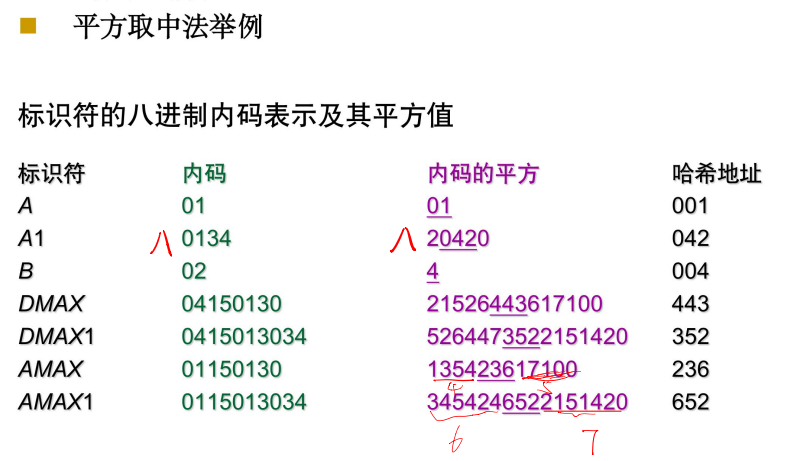 平方取中法举例
标识符的八进制内码表示及其平方值
标识符 内码 内码的平方 哈希地址
A 01 01 001
A1 八 0134 八 20420 042
B 02 4 004
DMAX 04150130 21526443617100 443
DMAX1 0415013034 5264473522151420 352
AMAX 01150130 135423617100 236
4 5
AMAX1 0115013034 3454246522151420 652
6 7